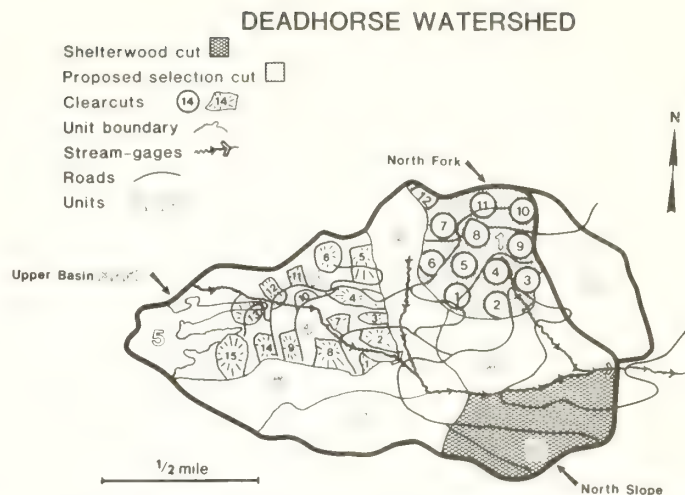 DEADHORSE WATERSHED
Shelterwood cut
Proposed selection cut
Clearcuts 14 14
Unit boundary
Stream-gages
Roads
Units
N
North Fork
12
11
10
7
8
9
6
5
4
3
1
2
Upper Basin
6
5
12
11
10
4
7
3
2
5
15
14
9
8
1
1/2 mile
North Slope